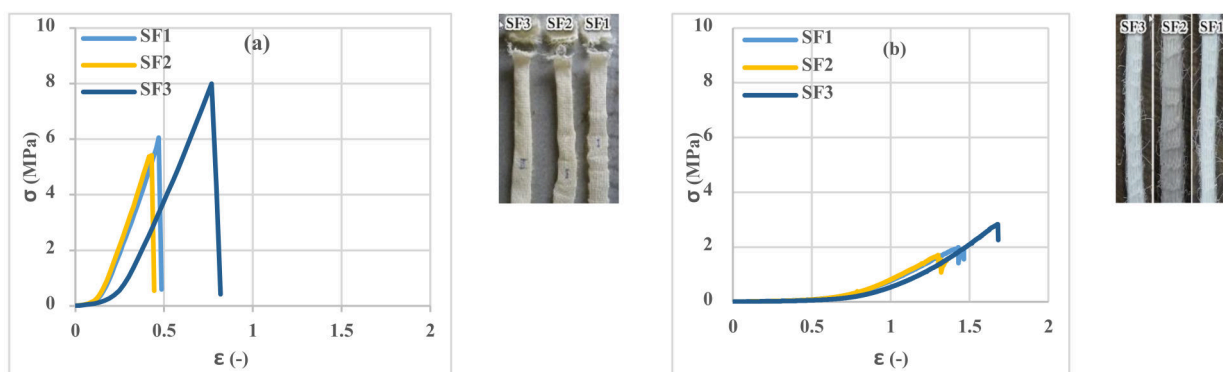 10
8
6
4
2
0
σ (MPa)
(a)
SF1
SF2
SF3
0 0.5 1 1.5 2
ε (-)
SF3 SF2 SF1
10
8
6
4
2
0
σ (MPa)
(b)
SF1
SF2
SF3
0 0.5 1 1.5 2
ε (-)
SF3 SF2 SF1